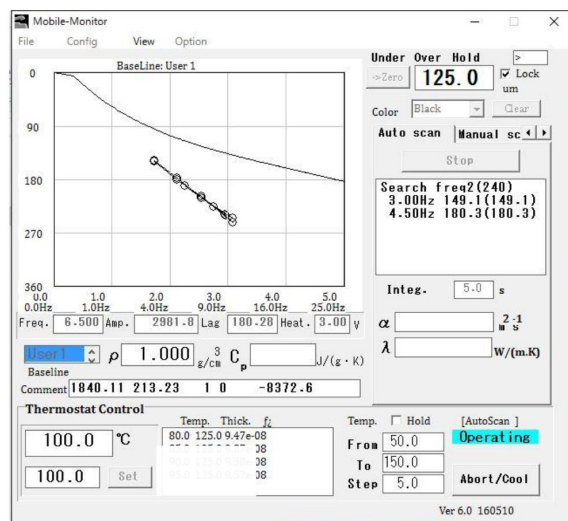 Mobile-Monitor
File Config View Option
BaseLine: User 1
0
90
180
270
360
0.0 1.0 2.0 3.0 4.0 5.0
0.0Hz 1.0Hz 4.0Hz 9.0Hz 16.0Hz 25.0Hz
Freq. 6.500 Amp. 2981.8 Lag 180.28 Heat. 3.00 V
User1 ρ 1.000 g/cm 3 Cp J/(g・K)
Baseline
Comment 1840.11 213.23 1 0 -8372.6
Under Over Hold >
->Zero 125.0 Lock
um
Color Black Clear
Auto scan Manual sc
Stop
Search freq2(240)
3.00Hz 149.1(149.1)
4.50Hz 180.3(180.3)
Integ. 5.0 s
α m 2 s -1
λ W/(m.K)
Thermostat Control
100.0 ℃
100.0 Set
Temp. Thick. fi
80.0 125.0 9.47e-08
08
08
08
Temp. Hold [AutoScan ]
From 50.0 Operating
To 150.0
Step 5.0 Abort/Cool
Ver 6.0 160510